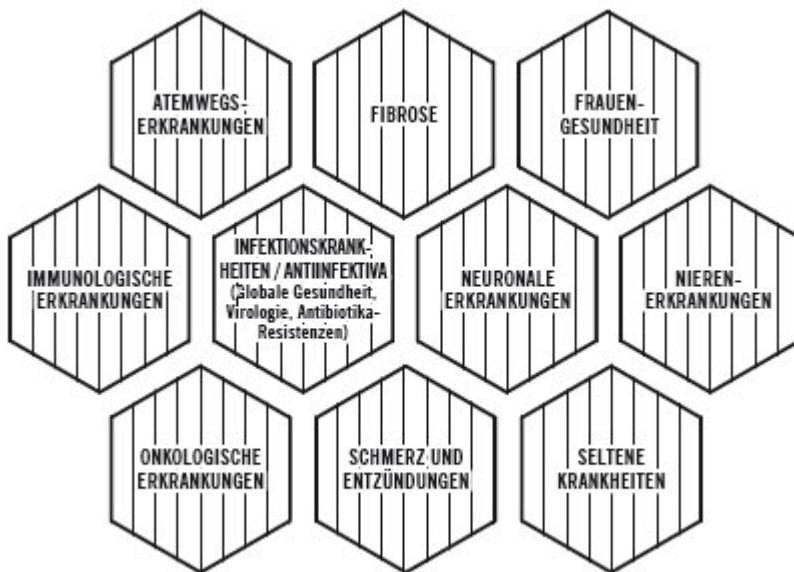 ATEMWEGS-
ERKRANKUNGEN
FIBROSE
FRAUEN-
GESUNDHEIT
IMMUNOLOGISCHE
ERKRANKUNGEN
INFEKTIONSKRANK-
HEITEN / ANTIINFEKTIVA
(Globale Gesundheit,
Virologie, Antibiotika-
Resistenzen)
NEURONALE
ERKRANKUNGEN
NIEREN-
ERKRANKUNGEN
ONKOLOGISCHE
ERKRANKUNGEN
SCHMERZ UND
ENTZÜNDUNGEN
SELTENE
KRANKHEITEN